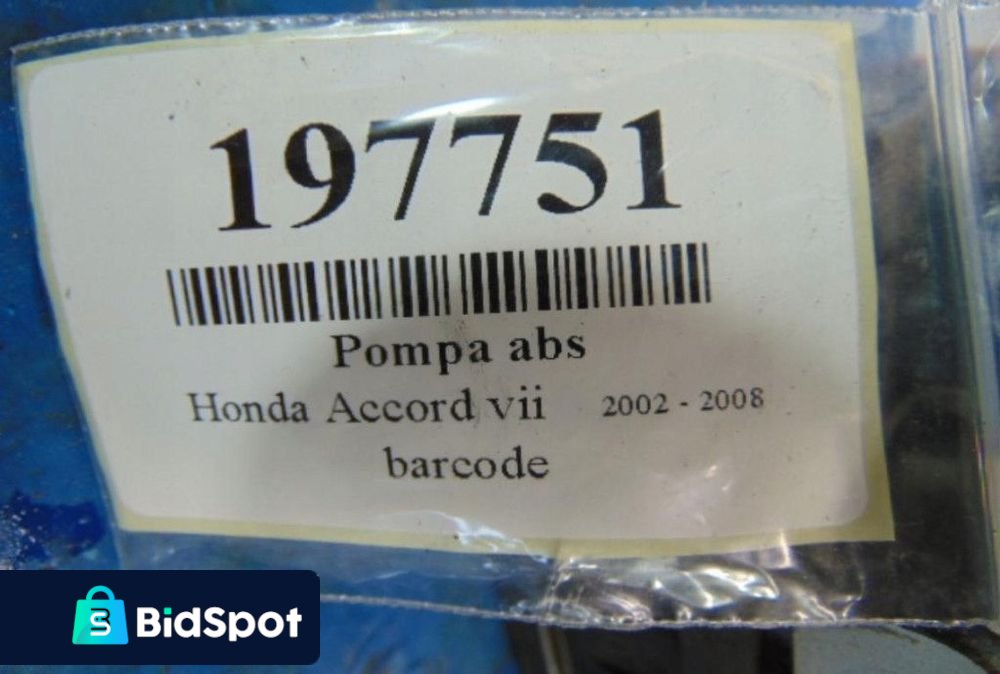 197751
Pompa abs
Honda Accord vii 2002 - 2008
barcode
BidSpot